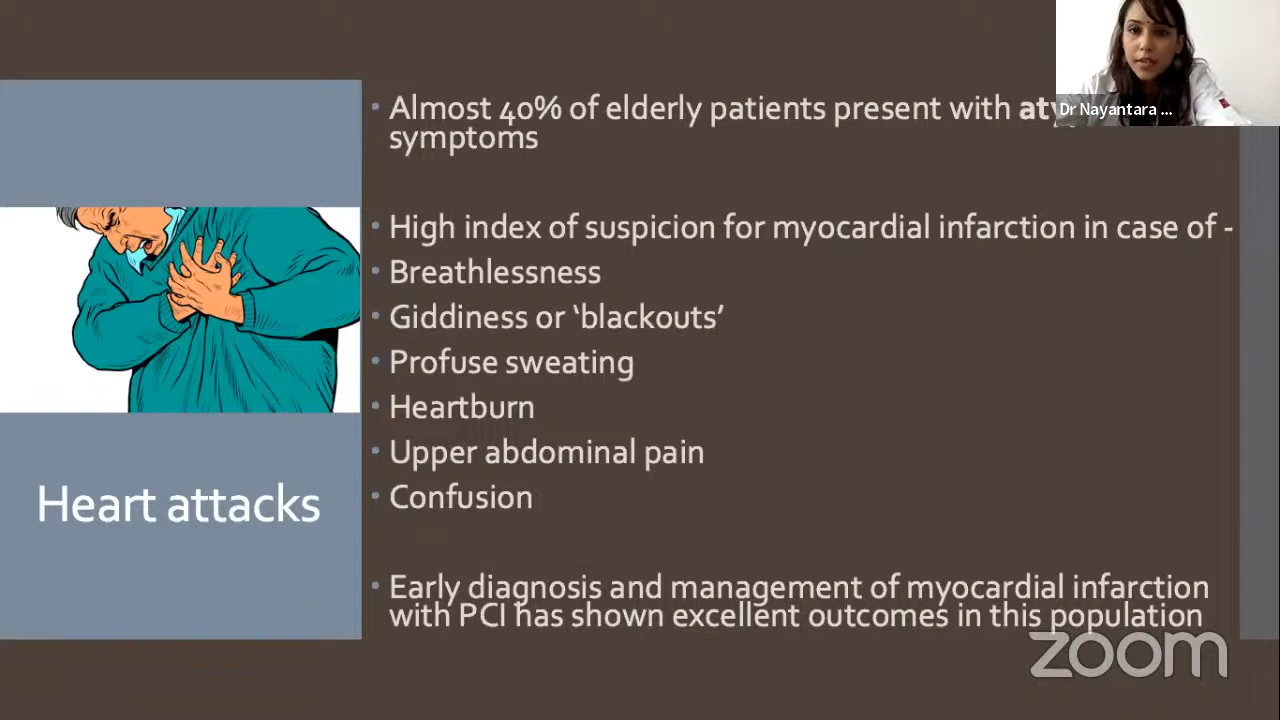 Almost 40% of elderly patients present with
symptoms
High index of suspicion for myocardial infarction in case of -
Breathlessness
Giddiness or ‘blackouts’
Profuse sweating
Heartburn
Upper abdominal pain
Confusion
Early diagnosis and management of myocardial infarction
with PCI has shown excellent outcomes in this population
Heart attacks
Dr Nayantara ...
zoom